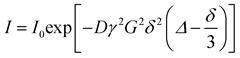 I = I₀exp[−Dγ²G²δ²(Δ − δ/3)]